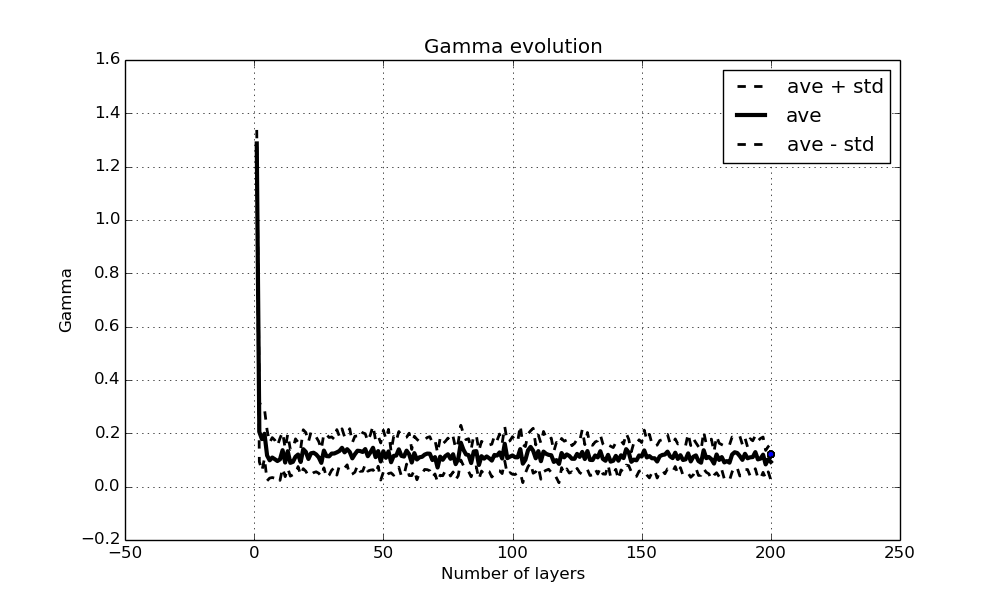 Gamma evolution
1.6
1.4
1.2
1.0
0.8
0.6
0.4
0.2
0.0
−0.2
Gamma
ave + std
ave
ave - std
−50 0 50 100 150 200 250
Number of layers